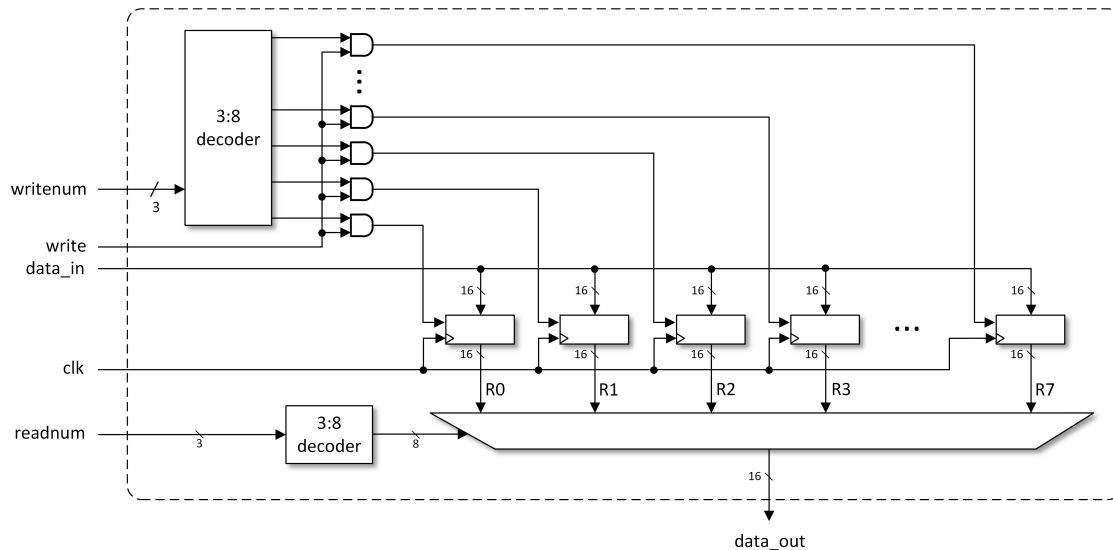 3:8
decoder
writenum
3
write
data_in
16
16
16
16
16
clk
16
16
16
16
16
R0
R1
R2
R3
R7
readnum
3
3:8
decoder
8
16
data_out